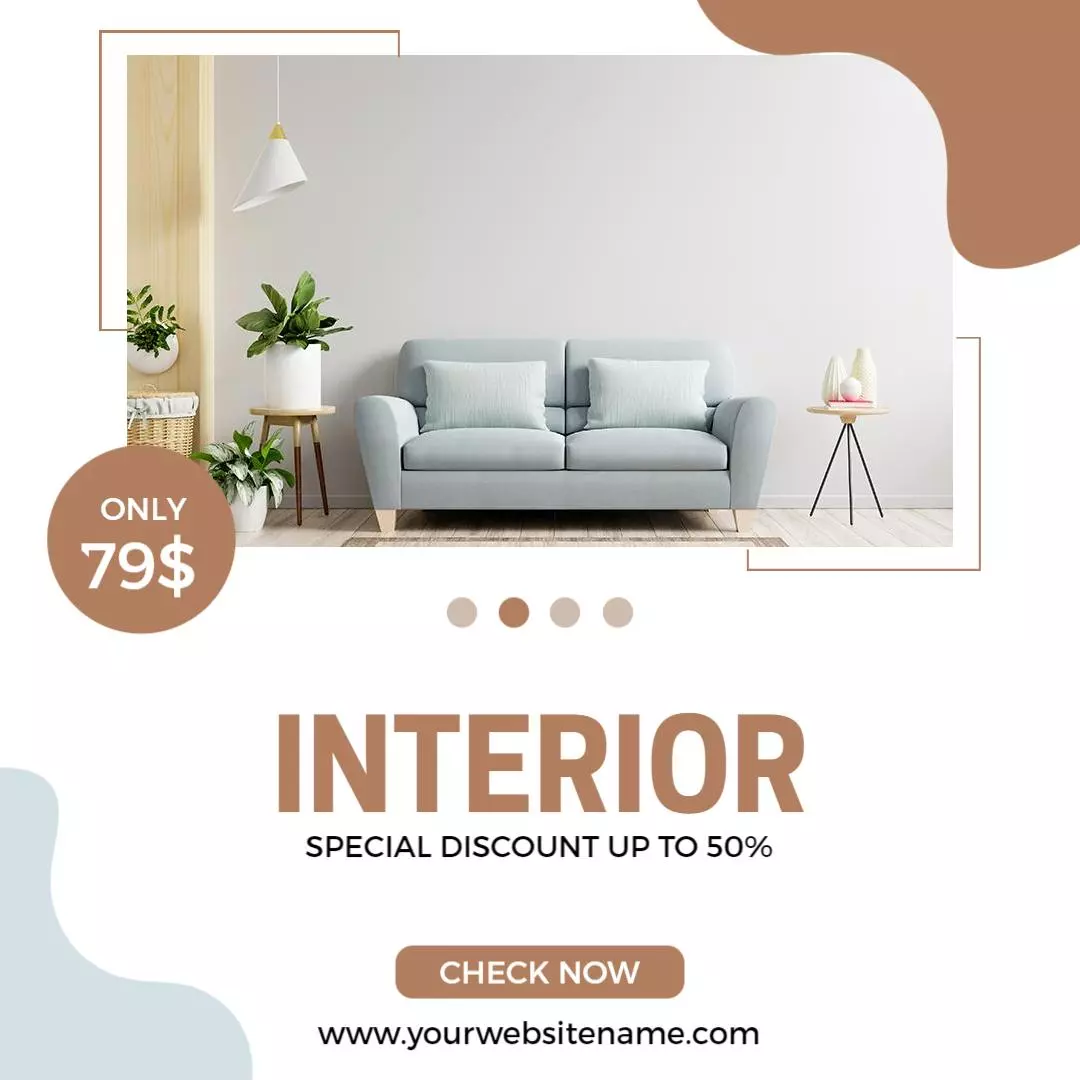 ONLY
79$
INTERIOR
SPECIAL DISCOUNT UP TO 50%
CHECK NOW
www.yourwebsitename.com